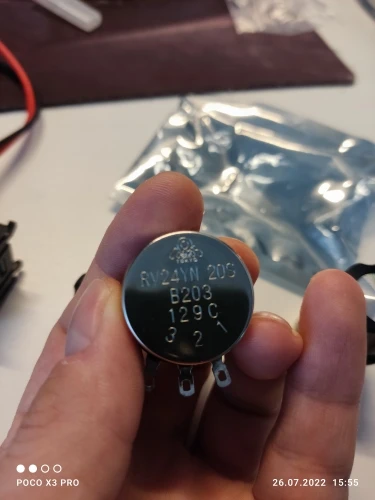 RV24YN 20S
B203
129C
3 2 1
POCO X3 PRO
26.07.2022 15:55